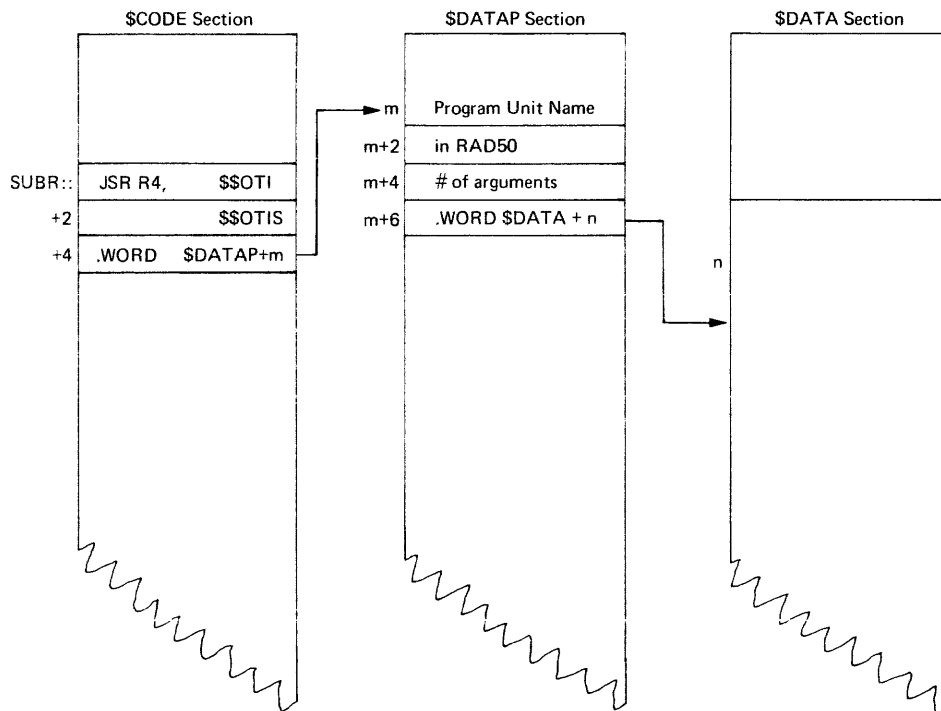 $CODE Section
$DATAP Section
$DATA Section
m
Program Unit Name
m+2
in RAD50
SUBR::
JSR R4,
$$OTI
m+4
# of arguments
+2
$$OTIS
m+6
.WORD $DATA + n
+4
.WORD
$DATAP+m
n